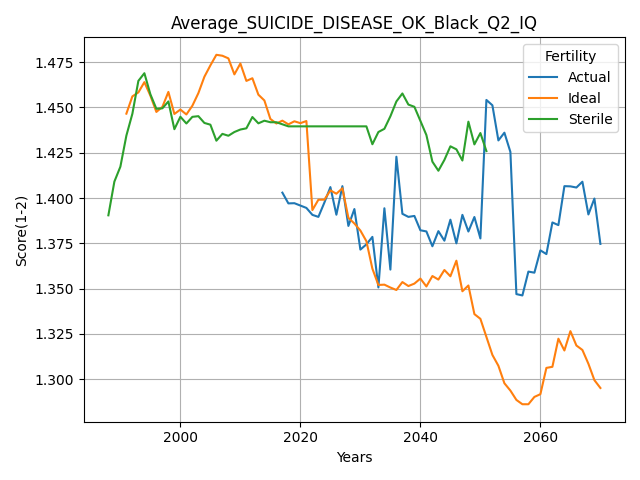 Average_SUICIDE_DISEASE_OK_Black_Q2_IQ
Fertility
Actual
Ideal
Sterile
Score(1-2)
1.475
1.450
1.425
1.400
1.375
1.350
1.325
1.300
2000
2020
2040
2060
Years